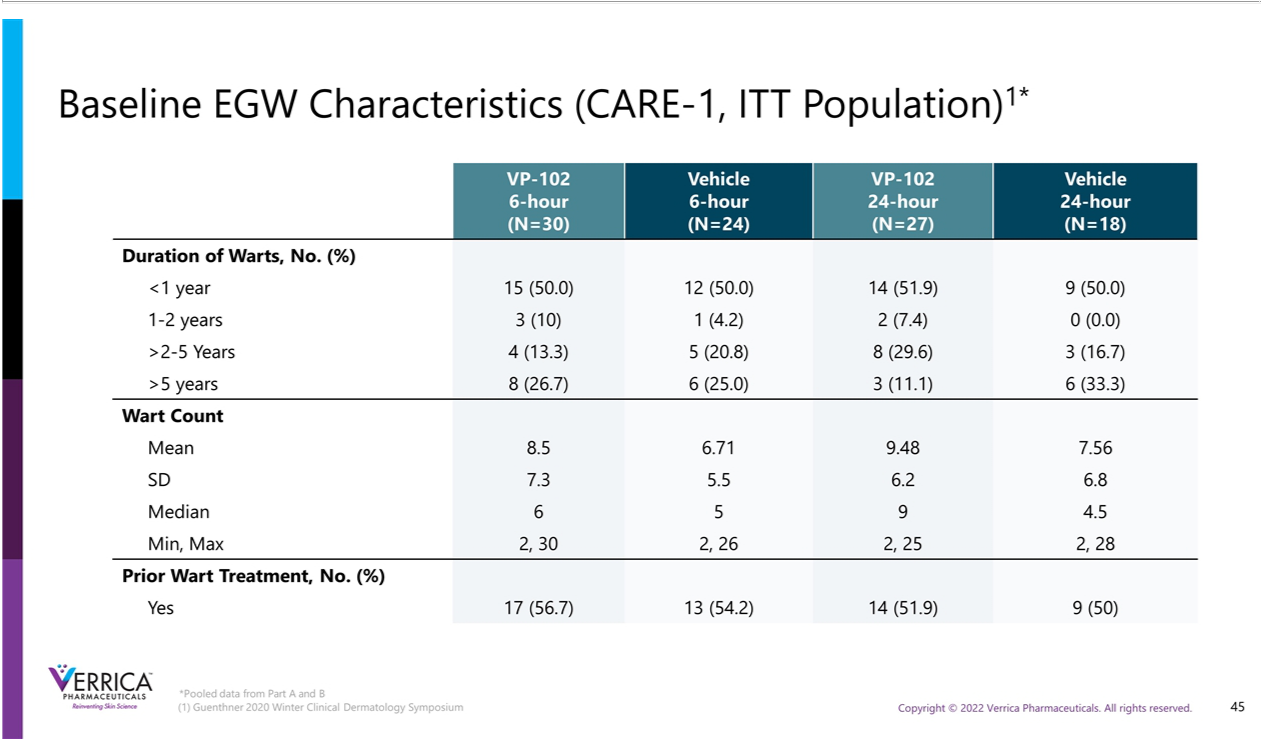 Baseline EGW Characteristics (CARE-1, ITT Population)1*
VP-102 6-hour (N=30) Vehicle 6-hour (N=24) VP-102 24-hour (N=27) Vehicle 24-hour (N=18)
Duration of Warts, No. (%)
<1 year 15 (50.0) 12 (50.0) 14 (51.9) 9 (50.0)
1-2 years 3 (10) 1 (4.2) 2 (7.4) 0 (0.0)
>2-5 Years 4 (13.3) 5 (20.8) 8 (29.6) 3 (16.7)
>5 years 8 (26.7) 6 (25.0) 3 (11.1) 6 (33.3)
Wart Count
Mean 8.5 6.71 9.48 7.56
SD 7.3 5.5 6.2 6.8
Median 6 5 9 4.5
Min, Max 2, 30 2, 26 2, 25 2, 28
Prior Wart Treatment, No. (%)
Yes 17 (56.7) 13 (54.2) 14 (51.9) 9 (50)
VERRICA™
PHARMACEUTICALS
Reinventing Skin Science
*Pooled data from Part A and B
(1) Guenthner 2020 Winter Clinical Dermatology Symposium
Copyright © 2022 Verrica Pharmaceuticals. All rights reserved. 45